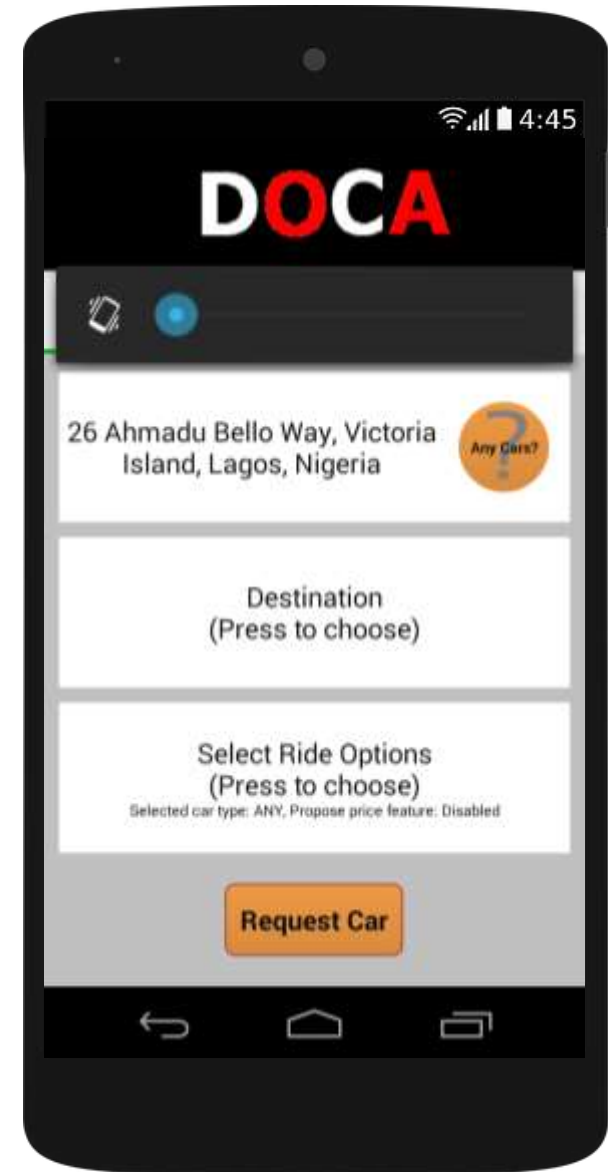 4:45
DOCA
26 Ahmadu Bello Way, Victoria
Island, Lagos, Nigeria
?
Any Cars?
Destination
(Press to choose)
Select Ride Options
(Press to choose)
Selected car type: ANY, Propose price feature: Disabled
Request Car